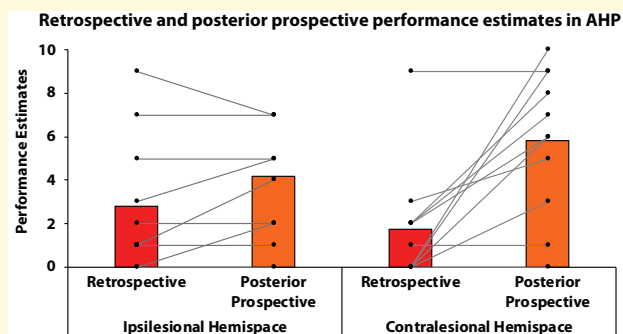 Retrospective and posterior prospective performance estimates in AHP
Performance Estimates
10
8
6
4
2
0
Retrospective
Posterior
Prospective
Retrospective
Posterior
Prospective
Ipsilesional Hemispace
Contralesional Hemispace